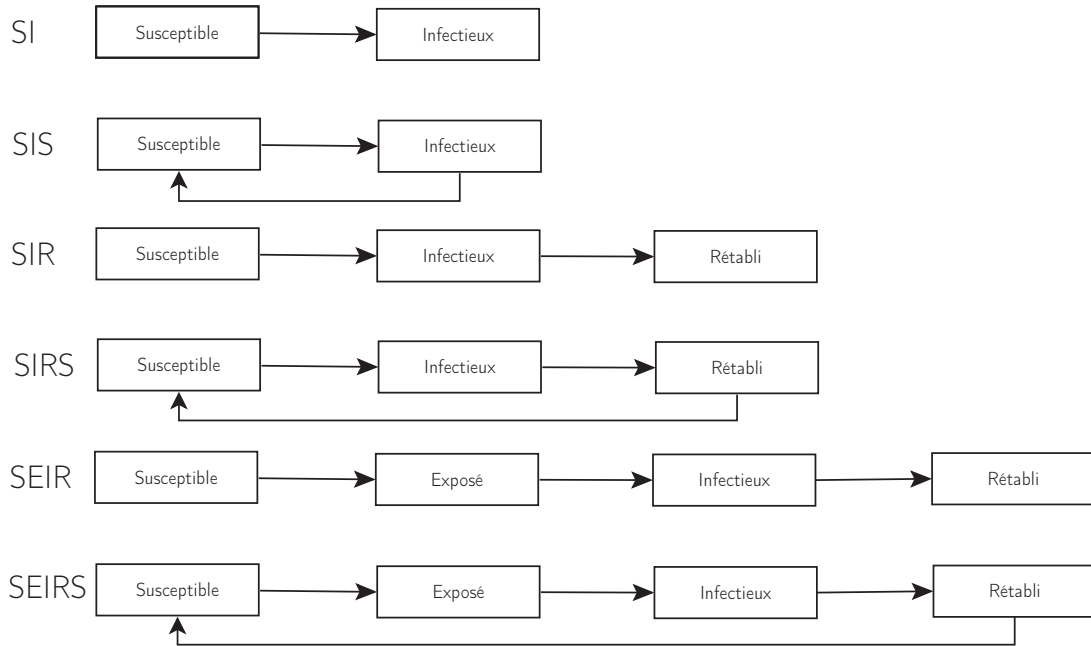 SI Susceptible Infectieux
SIS Susceptible Infectieux
SIR Susceptible Infectieux Rétabli
SIRS Susceptible Infectieux Rétabli
SEIR Susceptible Exposé Infectieux Rétabli
SEIRS Susceptible Exposé Infectieux Rétabli